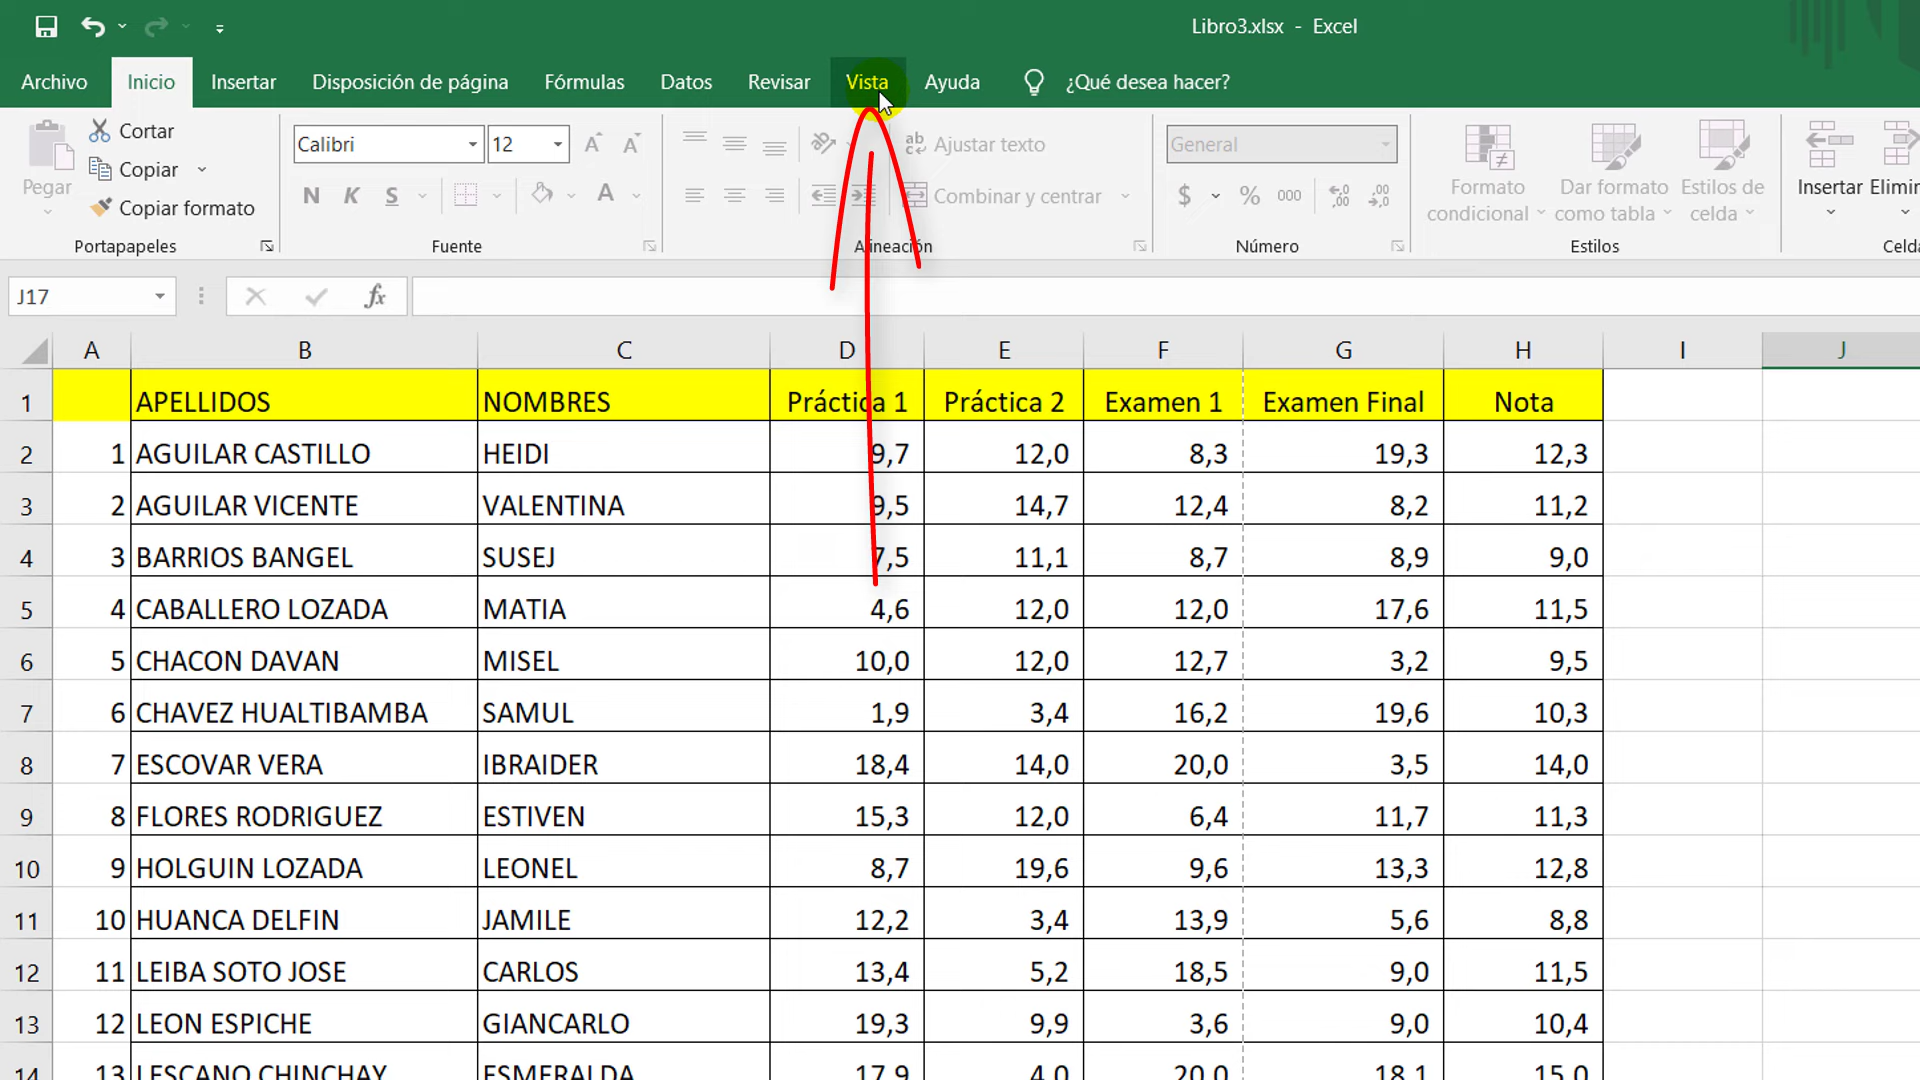 Libro3.xlsx - Excel
Archivo Inicio Insertar Disposición de página Fórmulas Datos Revisar Vista Ayuda ¿Qué desea hacer?
Pegar
Cortar
Copiar
Copiar formato
Portapapeles
Calibri 12
N K S A
Fuente
Ajustar texto
Combinar y centrar
Alineación
General
$ % 000
Número
Formato condicional
Dar formato como tabla
Estilos de celda
Estilos
Insertar Elimin
Celd
J17 fx
A B C D E F G H I J
1 APELLIDOS NOMBRES Práctica 1 Práctica 2 Examen 1 Examen Final Nota
2 1 AGUILAR CASTILLO HEIDI 9,7 12,0 8,3 19,3 12,3
3 2 AGUILAR VICENTE VALENTINA 9,5 14,7 12,4 8,2 11,2
4 3 BARRIOS BANGEL SUSEJ 7,5 11,1 8,7 8,9 9,0
5 4 CABALLERO LOZADA MATIA 4,6 12,0 12,0 17,6 11,5
6 5 CHACON DAVAN MISEL 10,0 12,0 12,7 3,2 9,5
7 6 CHAVEZ HUALTIBAMBA SAMUL 1,9 3,4 16,2 19,6 10,3
8 7 ESCOVAR VERA IBRAIDER 18,4 14,0 20,0 3,5 14,0
9 8 FLORES RODRIGUEZ ESTIVEN 15,3 12,0 6,4 11,7 11,3
10 9 HOLGUIN LOZADA LEONEL 8,7 19,6 9,6 13,3 12,8
11 10 HUANCA DELFIN JAMILE 12,2 3,4 13,9 5,6 8,8
12 11 LEIBA SOTO JOSE CARLOS 13,4 5,2 18,5 9,0 11,5
13 12 LEON ESPICHE GIANCARLO 19,3 9,9 3,6 9,0 10,4
14 13 LESCANO CHINCHAY ESMERALDA 17,9 4,0 20,0 18,1 15,0